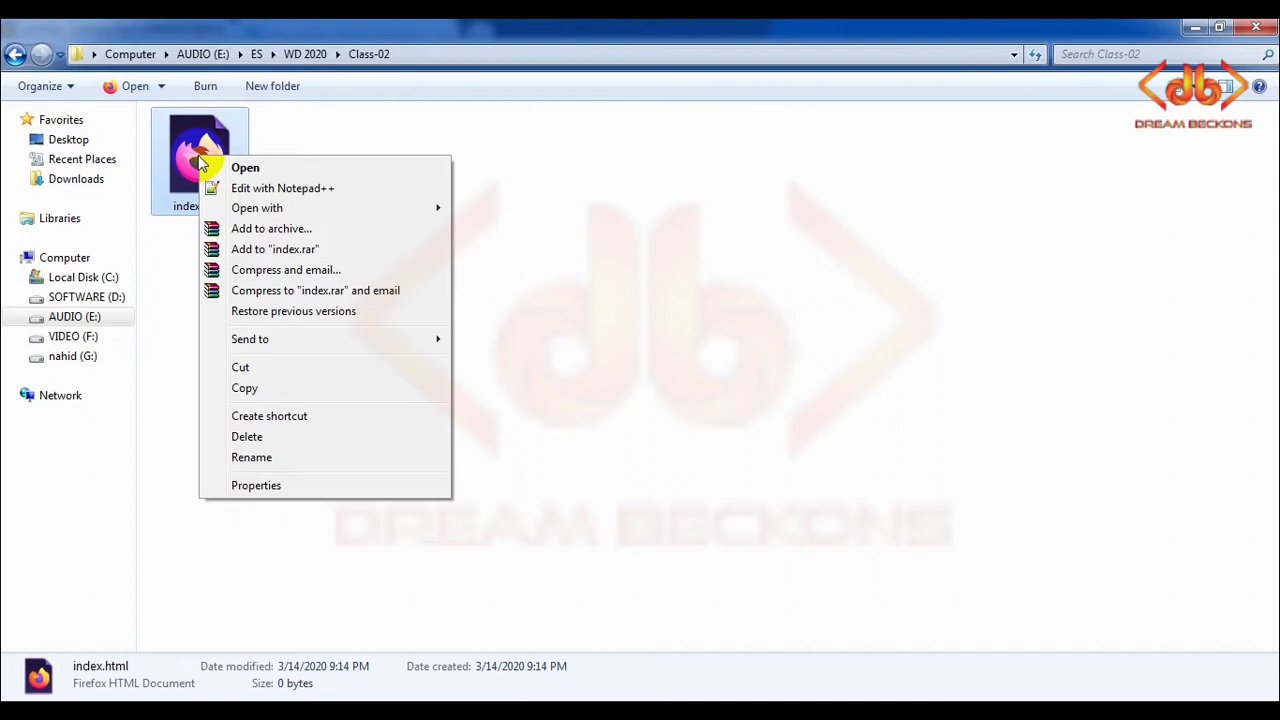 Computer ▸ AUDIO (E:) ▸ ES ▸ WD 2020 ▸ Class-02
Search Class-02
Organize
Open
Burn
New folder
DREAM BECKONS
Favorites
Desktop
Recent Places
Downloads
Libraries
Computer
Local Disk (C:)
SOFTWARE (D:)
AUDIO (E:)
VIDEO (F:)
nahid (G:)
Network
index
Open
Edit with Notepad++
Open with
Add to archive...
Add to "index.rar"
Compress and email...
Compress to "index.rar" and email
Restore previous versions
Send to
Cut
Copy
Create shortcut
Delete
Rename
Properties
DREAM BECKONS
index.html
Date modified: 3/14/2020 9:14 PM
Date created: 3/14/2020 9:14 PM
Firefox HTML Document
Size: 0 bytes